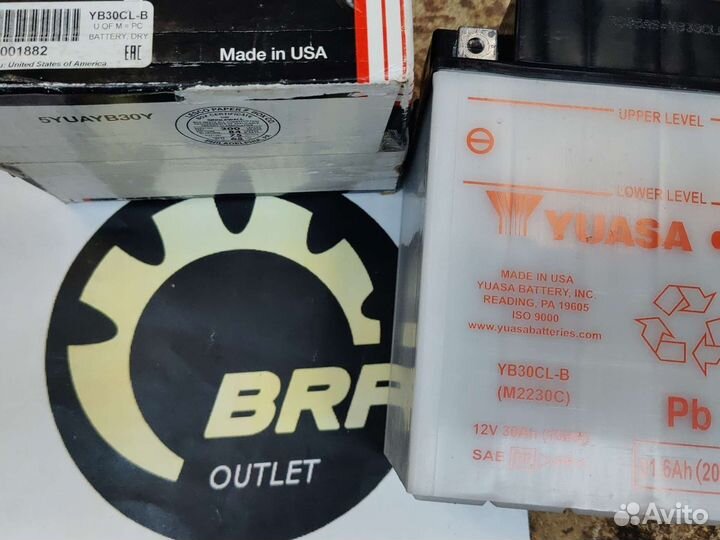 YB30CL-B
U OF M = PC
BATTERY, DRY
001882
EAC
United States of America
Made in USA
5YUAYB30Y
UPPER LEVEL
LOWER LEVEL
YUASA
MADE IN USA
YUASA BATTERY, INC.
READING, PA 19605
ISO 9000
www.yuasabatteries.com
YB30CL-B
(M2230C)
Pb
12V 30Ah
SAE
6Ah (20
BRP
OUTLET
Avito